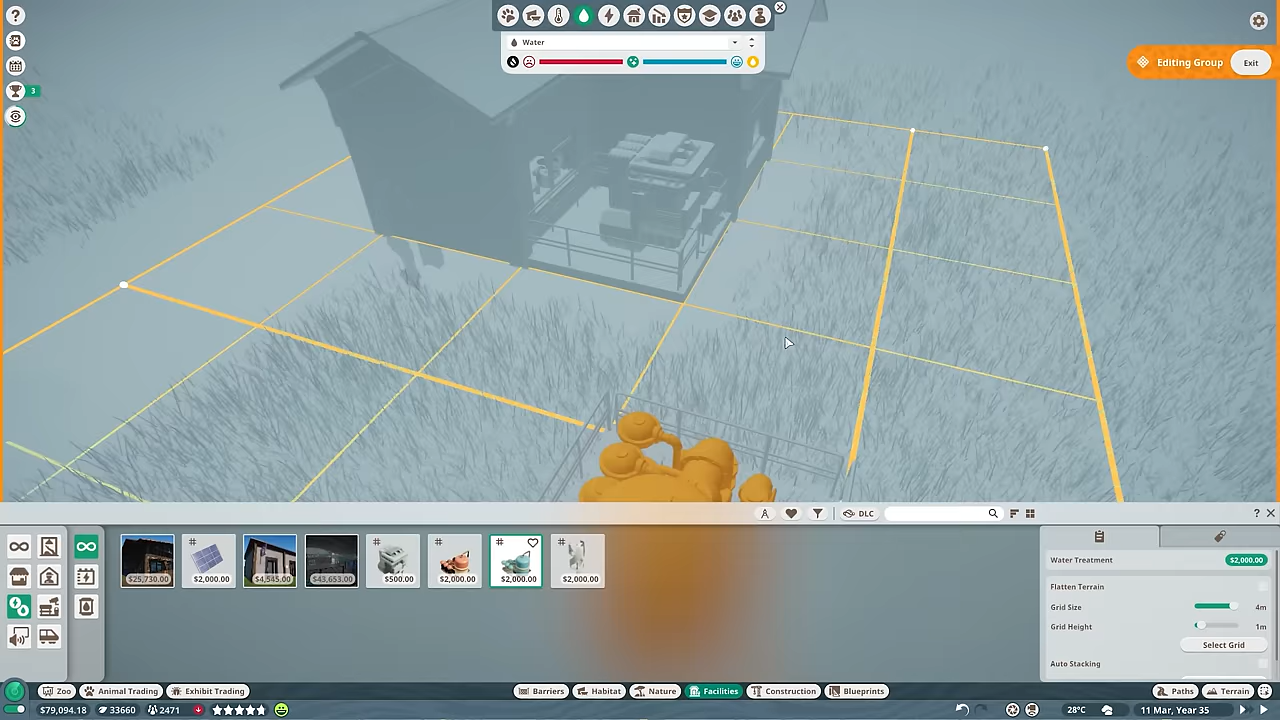 ?
Water
3
Editing Group
Exit
DLC
? ×
$25,730.00
$2,000.00
$4,545.00
$43,653.00
$500.00
$2,000.00
$2,000.00
$2,000.00
Water Treatment
$2,000.00
Flatten Terrain
Grid Size
4m
Grid Height
1m
Select Grid
Auto Stacking
Zoo
Animal Trading
Exhibit Trading
Barriers
Habitat
Nature
Facilities
Construction
Blueprints
Paths
Terrain
$79,094.18
33660
2471
28°C
11 Mar, Year 35